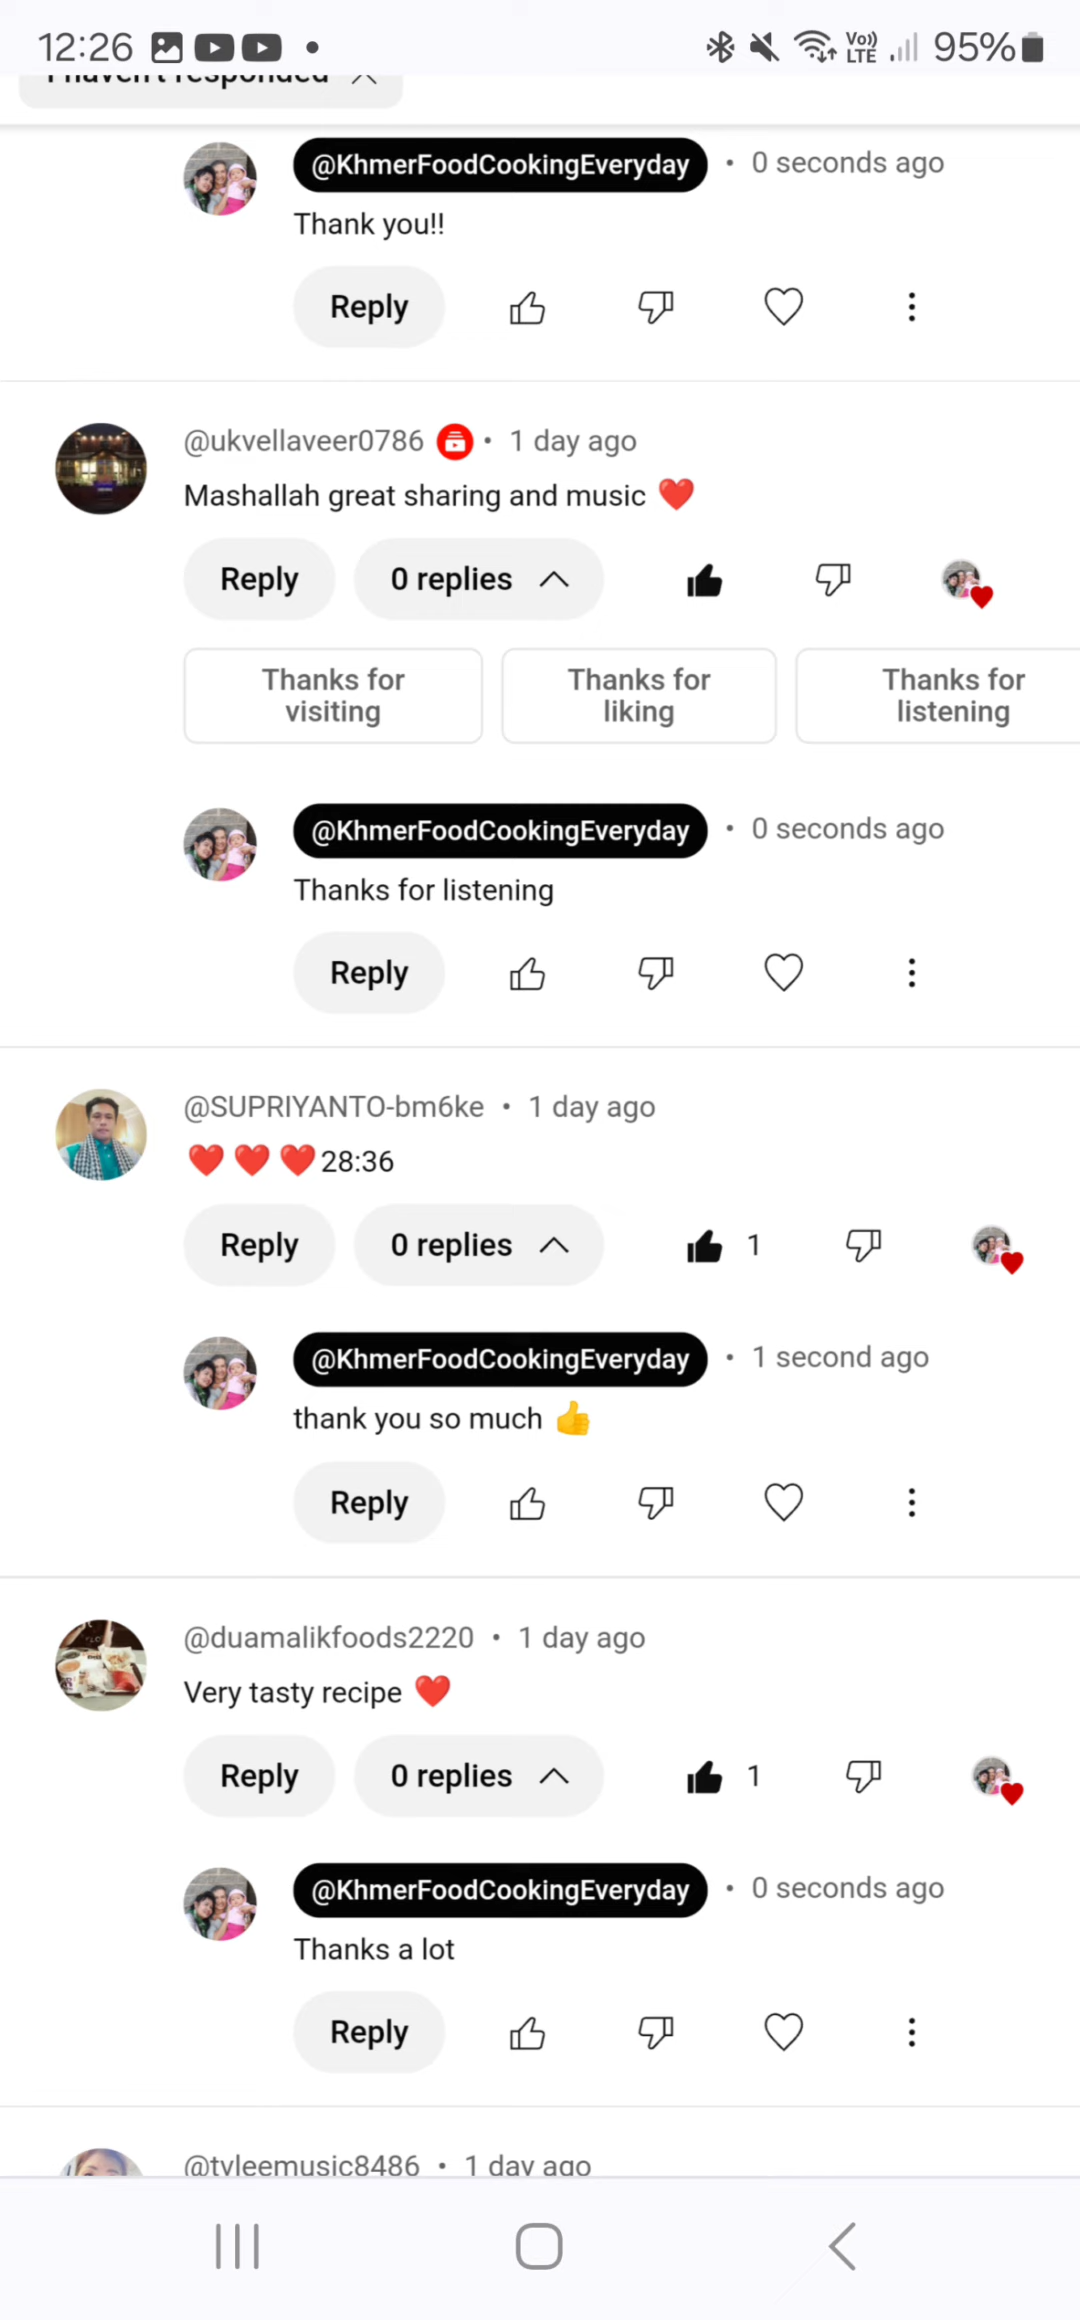 12:26 Vo)) LTE 95%
I haven't responded
@KhmerFoodCookingEveryday • 0 seconds ago
Thank you!!
Reply
@ukvellaveer0786 • 1 day ago
Mashallah great sharing and music ❤️
Reply 0 replies
Thanks for visiting
Thanks for liking
Thanks for listening
@KhmerFoodCookingEveryday • 0 seconds ago
Thanks for listening
Reply
@SUPRIYANTO-bm6ke • 1 day ago
❤️❤️❤️28:36
Reply 0 replies 1
@KhmerFoodCookingEveryday • 1 second ago
thank you so much 👍
Reply
@duamalikfoods2220 • 1 day ago
Very tasty recipe ❤️
Reply 0 replies 1
@KhmerFoodCookingEveryday • 0 seconds ago
Thanks a lot
Reply
@tyleemusic8486 • 1 day ago